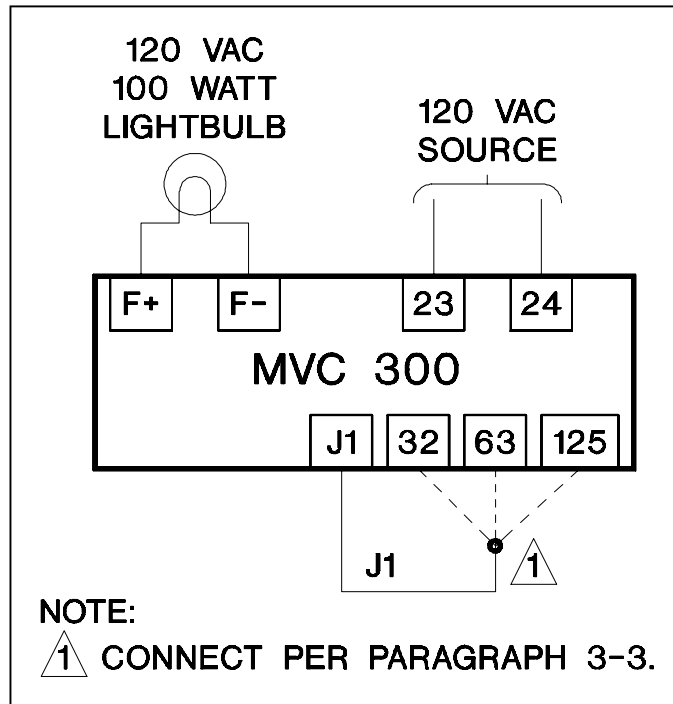 120 VAC
100 WATT
LIGHTBULB
120 VAC
SOURCE
F+ F- 23 24
MVC 300
J1 32 63 125
J1 1
NOTE:
1 CONNECT PER PARAGRAPH 3-3.